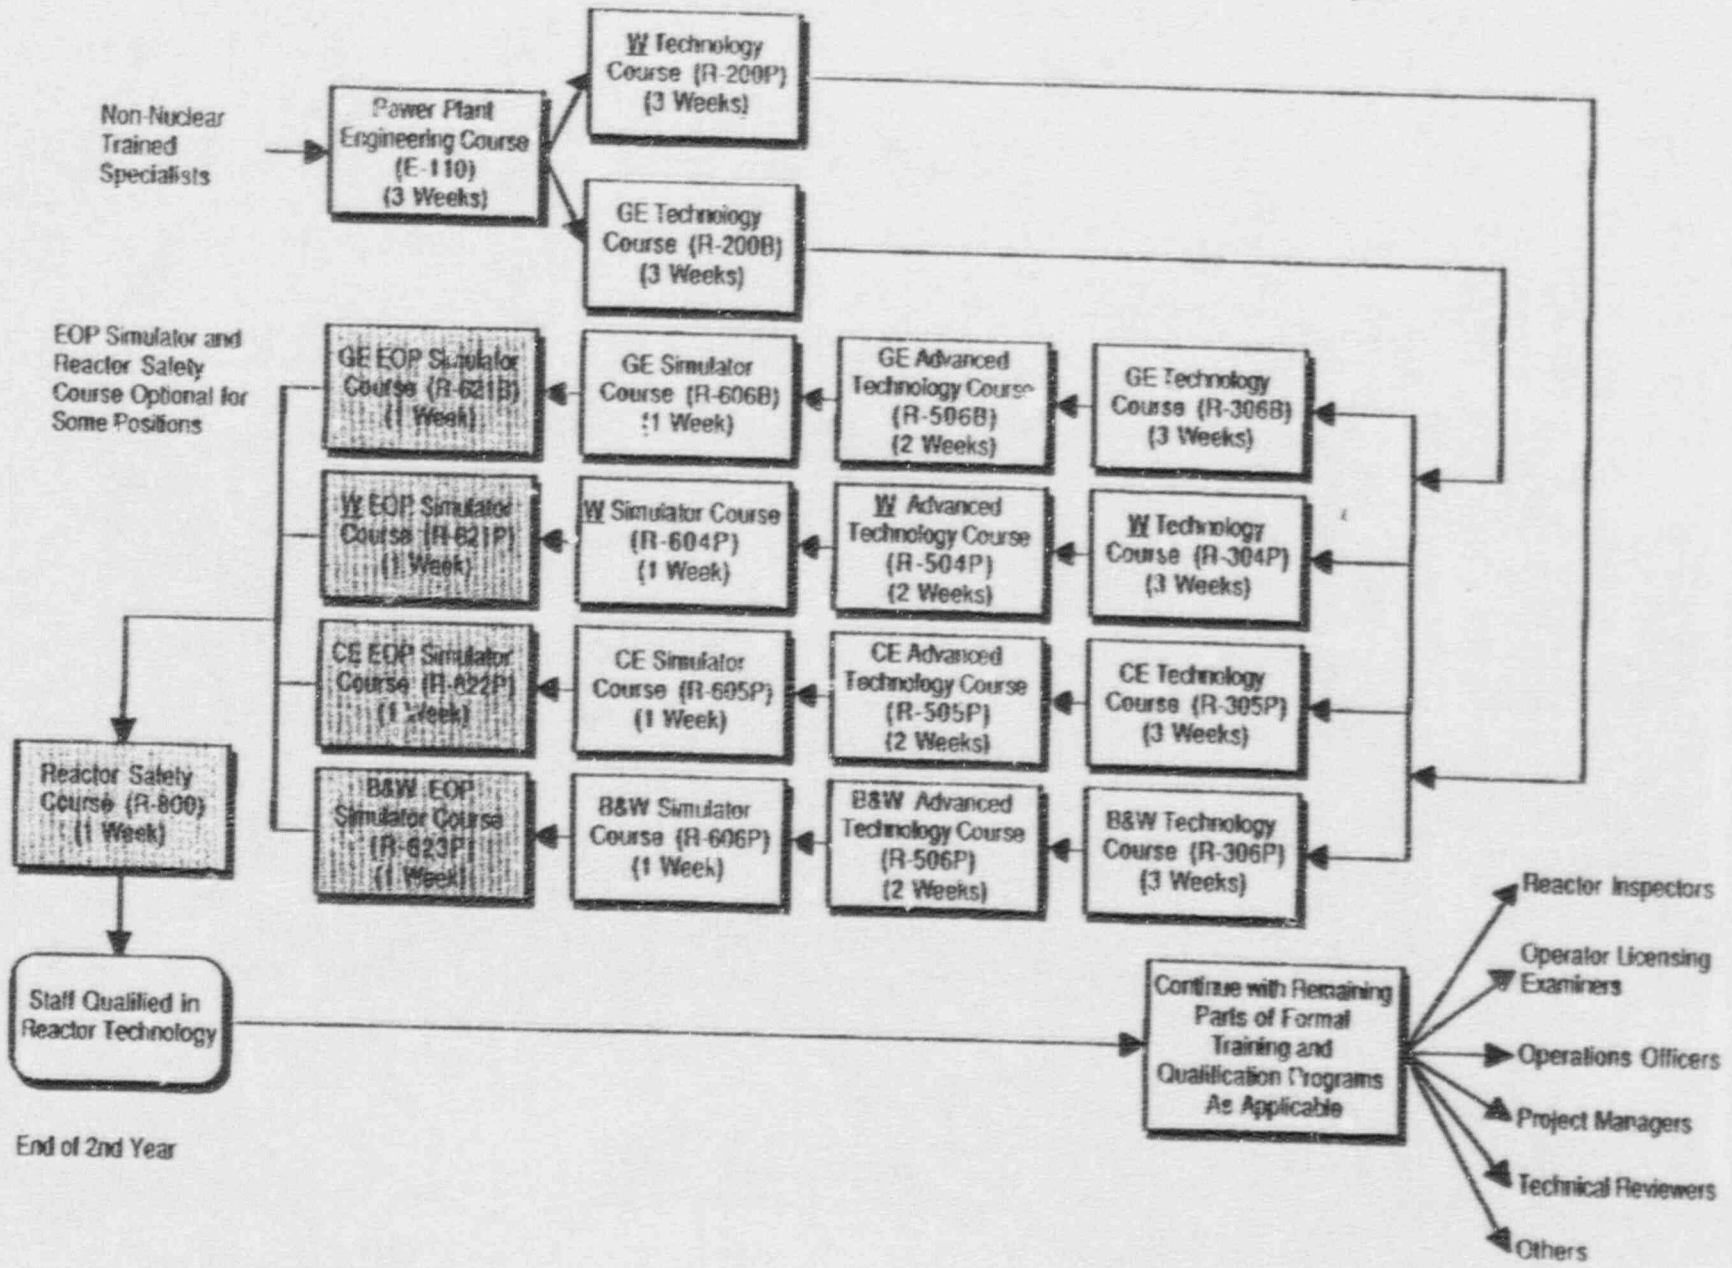 Non-Nuclear
Trained
Specialists
Power Plant
Engineering Course
(E-110)
(3 Weeks)
W Technology
Course (R-200P)
(3 Weeks)
GE Technology
Course (R-200B)
(3 Weeks)
EOP Simulator and
Reactor Safety
Course Optional for
Some Positions
GE EOP Simulator
Course (R-621B)
(1 Week)
GE Simulator
Course (R-606B)
(1 Week)
GE Advanced
Technology Course
(R-506B)
(2 Weeks)
GE Technology
Course (R-306B)
(3 Weeks)
W EOP Simulator
Course (R-621P)
(1 Week)
W Simulator Course
(R-604P)
(1 Week)
W Advanced
Technology Course
(R-504P)
(2 Weeks)
W Technology
Course (R-304P)
(3 Weeks)
CE EOP Simulator
Course (R-622P)
(1 Week)
CE Simulator
Course (R-605P)
(1 Week)
CE Advanced
Technology Course
(R-505P)
(2 Weeks)
CE Technology
Course (R-305P)
(3 Weeks)
Reactor Safety
Course (R-800)
(1 Week)
B&W EOP
Simulator Course
(R-623P)
(1 Week)
B&W Simulator
Course (R-606P)
(1 Week)
B&W Advanced
Technology Course
(R-506P)
(2 Weeks)
B&W Technology
Course (R-306P)
(3 Weeks)
Staff Qualified in
Reactor Technology
Continue with Remaining
Parts of Formal
Training and
Qualification Programs
As Applicable
Reactor Inspectors
Operator Licensing
Examiners
Operations Officers
Project Managers
Technical Reviewers
Others
End of 2nd Year